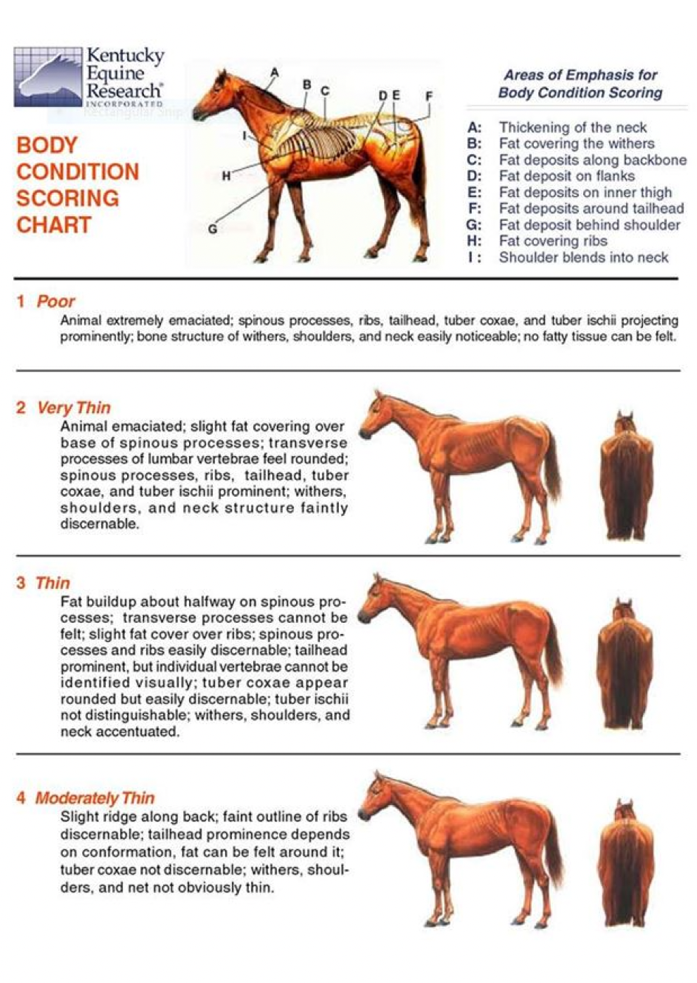 Kentucky
Equine
Research®
INCORPORATED
Rectangular Snip
BODY
CONDITION
SCORING
CHART
A
B
C
D
E
F
I
H
G
Areas of Emphasis for
Body Condition Scoring
A: Thickening of the neck
B: Fat covering the withers
C: Fat deposits along backbone
D: Fat deposit on flanks
E: Fat deposits on inner thigh
F: Fat deposits around tailhead
G: Fat deposit behind shoulder
H: Fat covering ribs
I: Shoulder blends into neck
1 Poor
Animal extremely emaciated; spinous processes, ribs, tailhead, tuber coxae, and tuber ischii projecting
prominently; bone structure of withers, shoulders, and neck easily noticeable; no fatty tissue can be felt.
2 Very Thin
Animal emaciated; slight fat covering over
base of spinous processes; transverse
processes of lumbar vertebrae feel rounded;
spinous processes, ribs, tailhead, tuber
coxae, and tuber ischii prominent; withers,
shoulders, and neck structure faintly
discernable.
3 Thin
Fat buildup about halfway on spinous pro-
cesses; transverse processes cannot be
felt; slight fat cover over ribs; spinous pro-
cesses and ribs easily discernable; tailhead
prominent, but individual vertebrae cannot be
identified visually; tuber coxae appear
rounded but easily discernable; tuber ischii
not distinguishable; withers, shoulders, and
neck accentuated.
4 Moderately Thin
Slight ridge along back; faint outline of ribs
discernable; tailhead prominence depends
on conformation, fat can be felt around it;
tuber coxae not discernable; withers, shoul-
ders, and net not obviously thin.